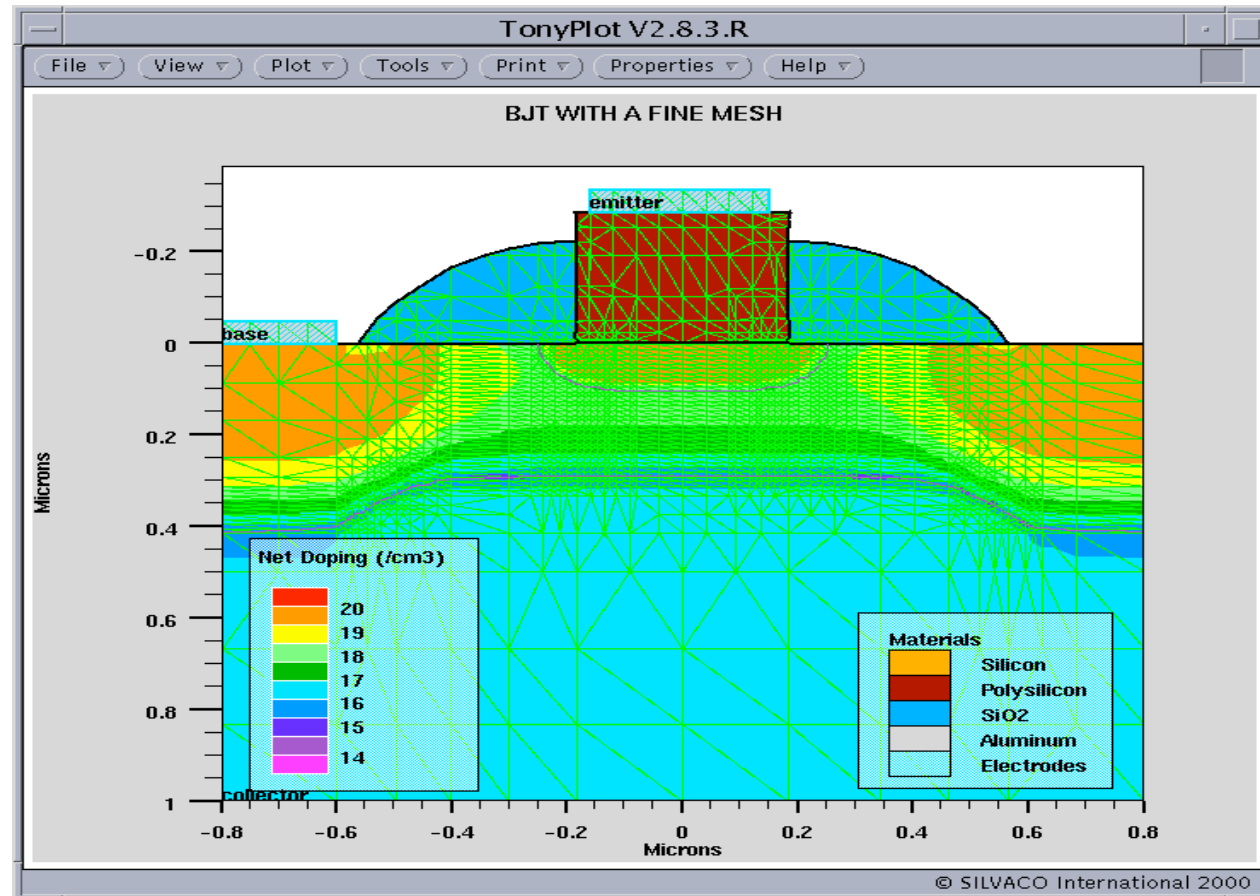 TonyPlot V2.8.3.R
File View Plot Tools Print Properties Help
BJT WITH A FINE MESH
emitter
base
collector
Microns
-0.2
0
0.2
0.4
0.6
0.8
1
Net Doping (/cm3)
20
19
18
17
16
15
14
Materials
Silicon
Polysilicon
SiO2
Aluminum
Electrodes
-0.8 -0.6 -0.4 -0.2 0 0.2 0.4 0.6 0.8
Microns
© SILVACO International 2000